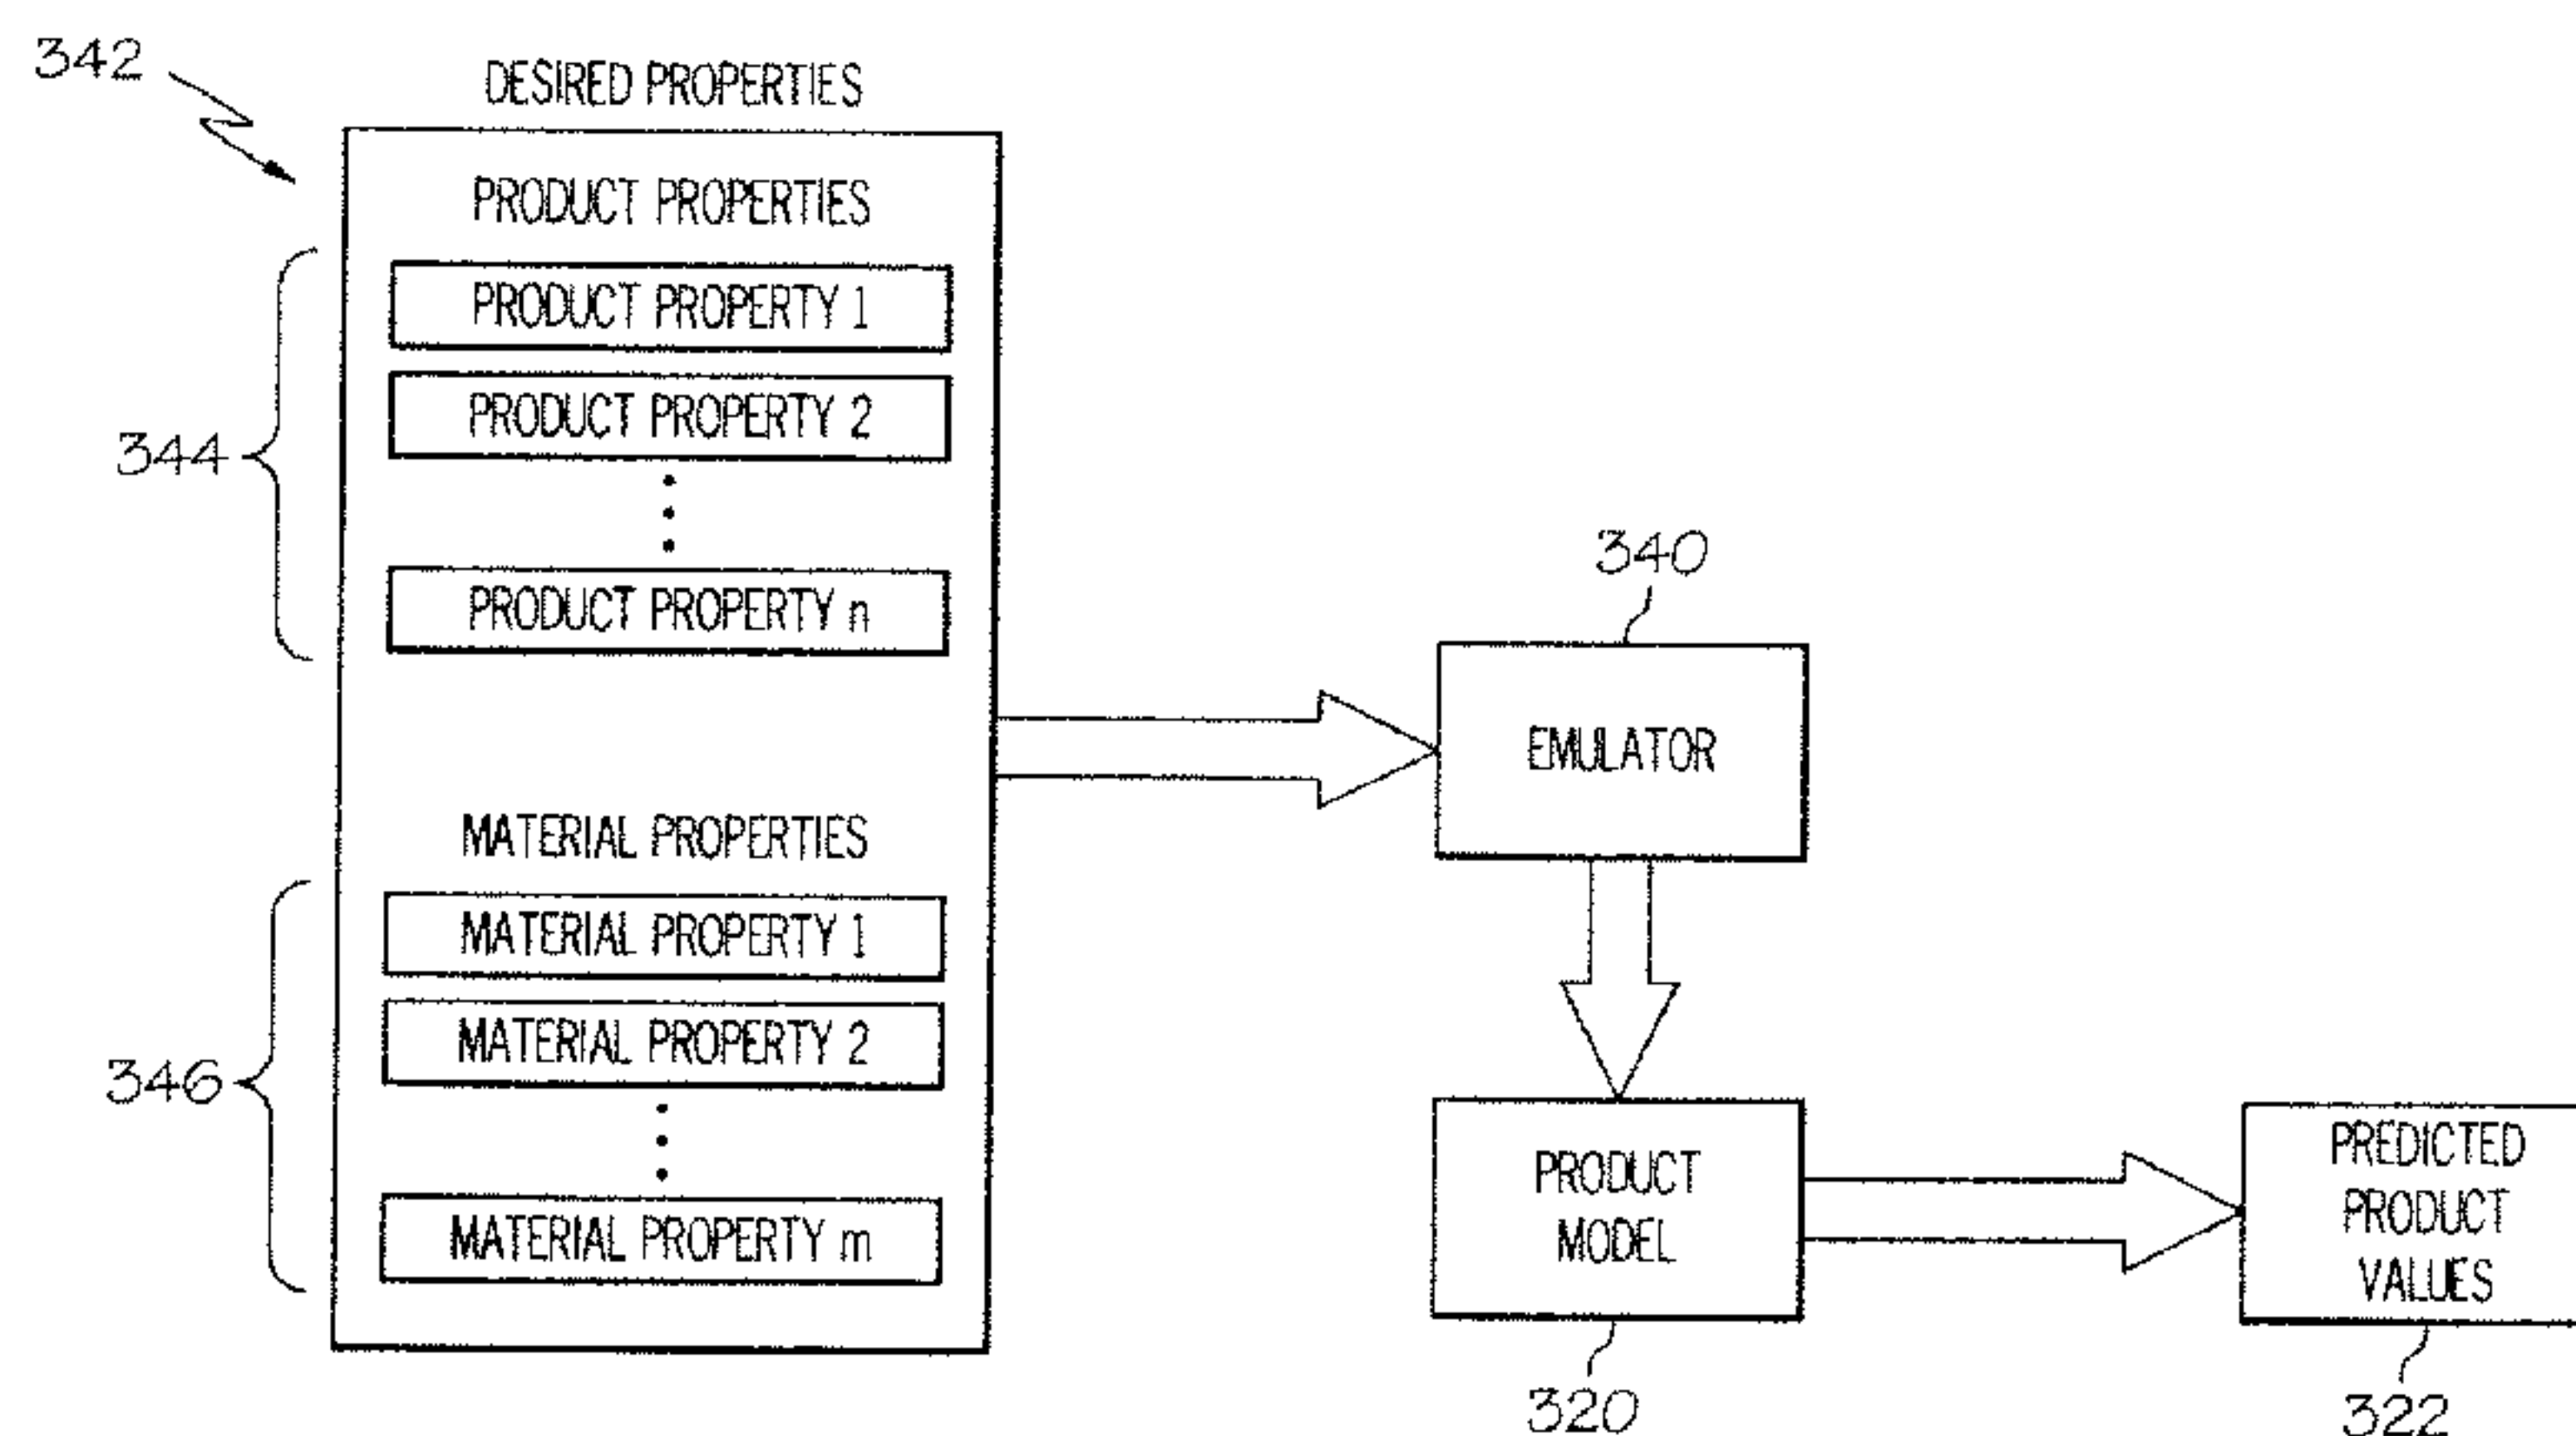 342
DESIRED PROPERTIES
PRODUCT PROPERTIES
PRODUCT PROPERTY 1
PRODUCT PROPERTY 2
344
PRODUCT PROPERTY n
MATERIAL PROPERTIES
MATERIAL PROPERTY 1
MATERIAL PROPERTY 2
346
MATERIAL PROPERTY m
340
EMULATOR
PRODUCT
MODEL
320
PREDICTED
PRODUCT
VALUES
322